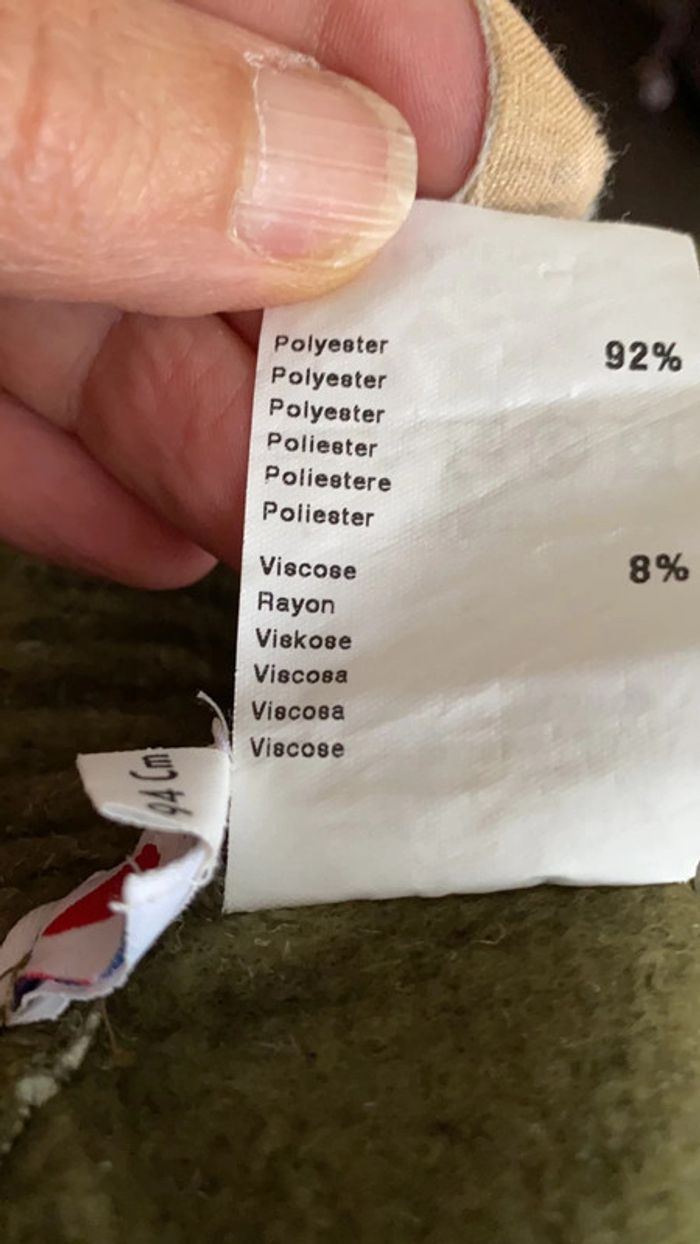 Polyester 92%
Polyester
Polyester
Poliester
Poliestere
Poliester
Viscose 8%
Rayon
Viskose
Viscosa
Viscosa
Viscose
94 Cm